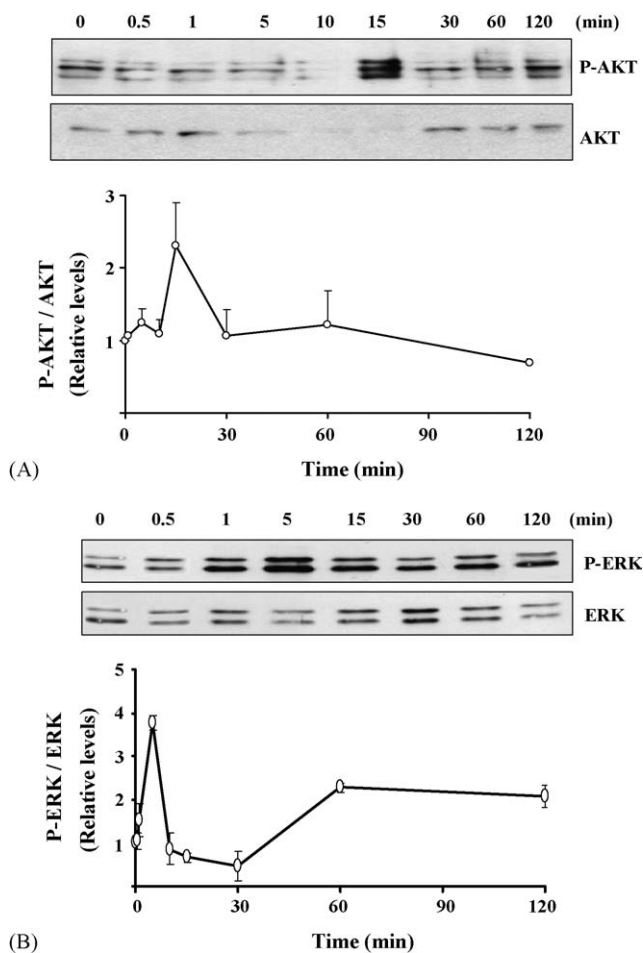 0 0.5 1 5 10 15 30 60 120 (min)
P-AKT
AKT
3
2
1
P-AKT / AKT
(Relative levels)
0 30 60 90 120
Time (min)
(A)
0 0.5 1 5 15 30 60 120 (min)
P-ERK
ERK
5
4
3
2
1
0
P-ERK / ERK
(Relative levels)
0 30 60 90 120
Time (min)
(B)